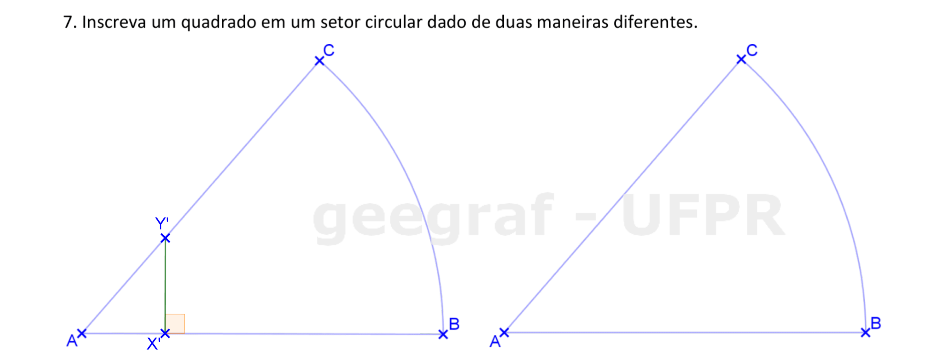 7. Inscreva um quadrado em um setor circular dado de duas maneiras diferentes.
C
C
Y'
geegraf - UFPR
B
B
A
X'
A